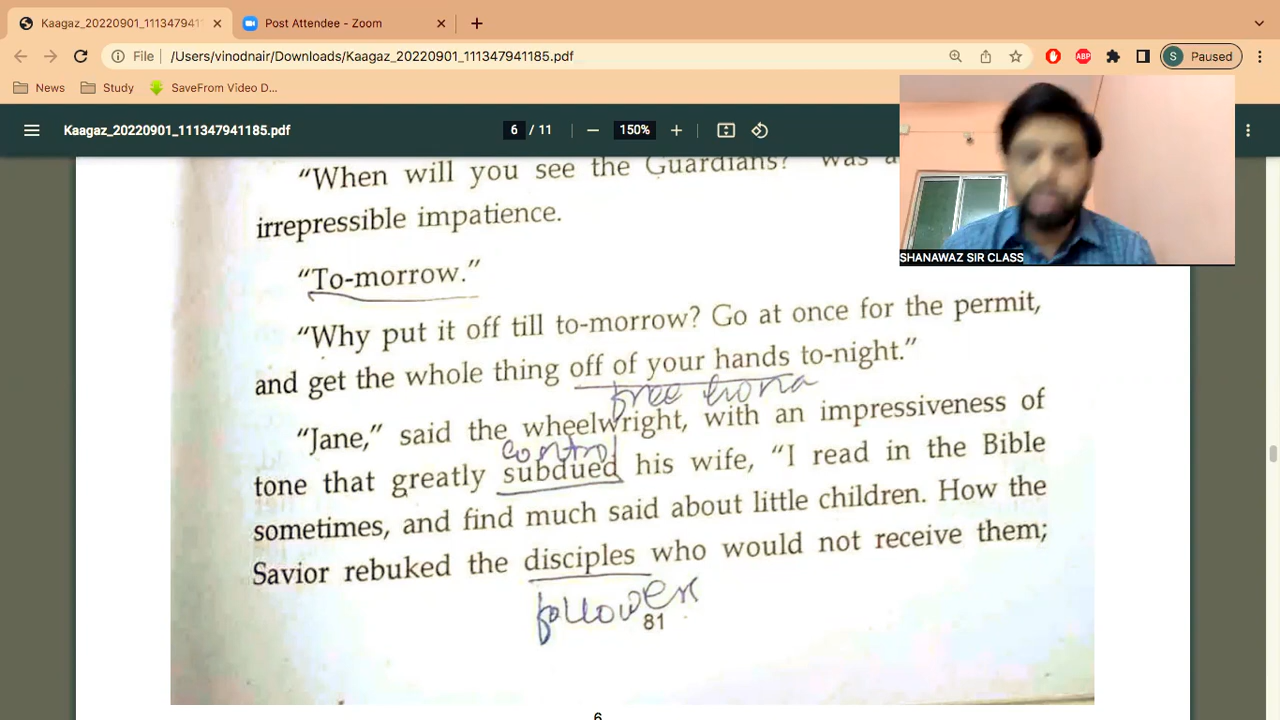 Kaagaz_20220901_1113479411
Post Attendee - Zoom
File
/Users/vinodnair/Downloads/Kaagaz_20220901_111347941185.pdf
S
Paused
ABP
News
Study
SaveFrom Video D...
Kaagaz_20220901_111347941185.pdf
6 / 11
150%
SHANAWAZ SIR CLASS
"When will you see the Guardians?" was a
irrepressible impatience.
"To-morrow."
"Why put it off till to-morrow? Go at once for the permit,
and get the whole thing off of your hands to-night."
free
"Jane," said the wheelwright, with an impressiveness of
control
tone that greatly subdued his wife, "I read in the Bible
sometimes, and find much said about little children. How the
Savior rebuked the disciples who would not receive them;
follower
81
6